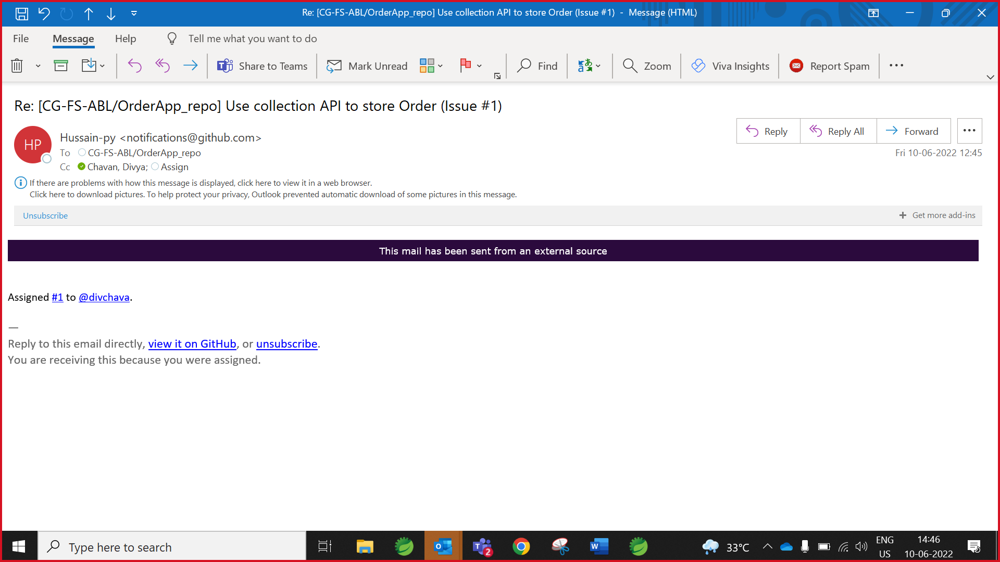 Re: [CG-FS-ABL/OrderApp_repo] Use collection API to store Order (Issue #1) - Message (HTML)
File Message Help Tell me what you want to do
Share to Teams Mark Unread Find Zoom Viva Insights Report Spam
Re: [CG-FS-ABL/OrderApp_repo] Use collection API to store Order (Issue #1)
HP
Hussain-py <notifications@github.com>
Reply Reply All Forward
To CG-FS-ABL/OrderApp_repo
Fri 10-06-2022 12:45
Cc Chavan, Divya; Assign
If there are problems with how this message is displayed, click here to view it in a web browser.
Click here to download pictures. To help protect your privacy, Outlook prevented automatic download of some pictures in this message.
Unsubscribe + Get more add-ins
This mail has been sent from an external source
Assigned #1 to @divchava.
—
Reply to this email directly, view it on GitHub, or unsubscribe.
You are receiving this because you were assigned.
Type here to search
2
33°C
ENG
US
14:46
10-06-2022